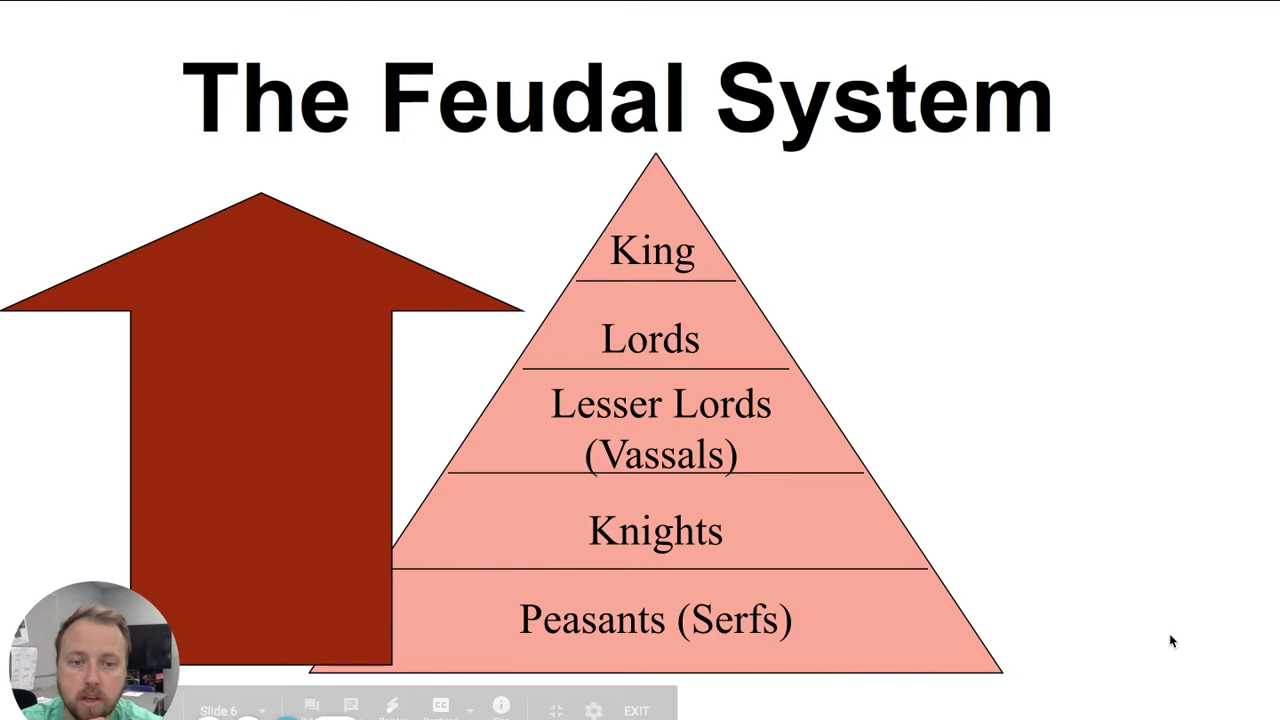 The Feudal System
King
Lords
Lesser Lords
(Vassals)
Knights
Peasants (Serfs)
Slide 6
EXIT